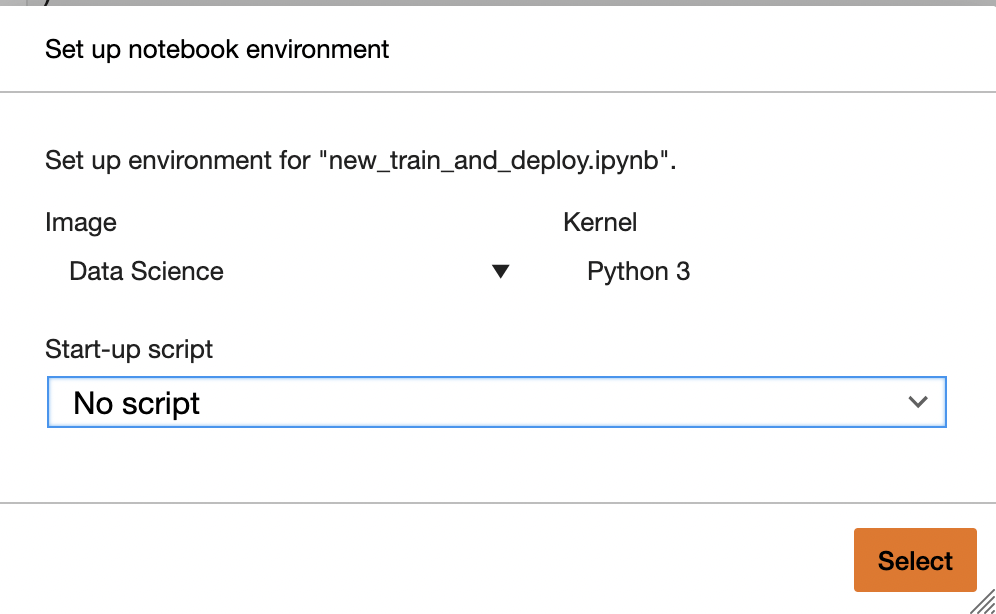 Set up notebook environment
Set up environment for "new_train_and_deploy.ipynb".
Image
Kernel
Data Science
Python 3
Start-up script
No script
Select